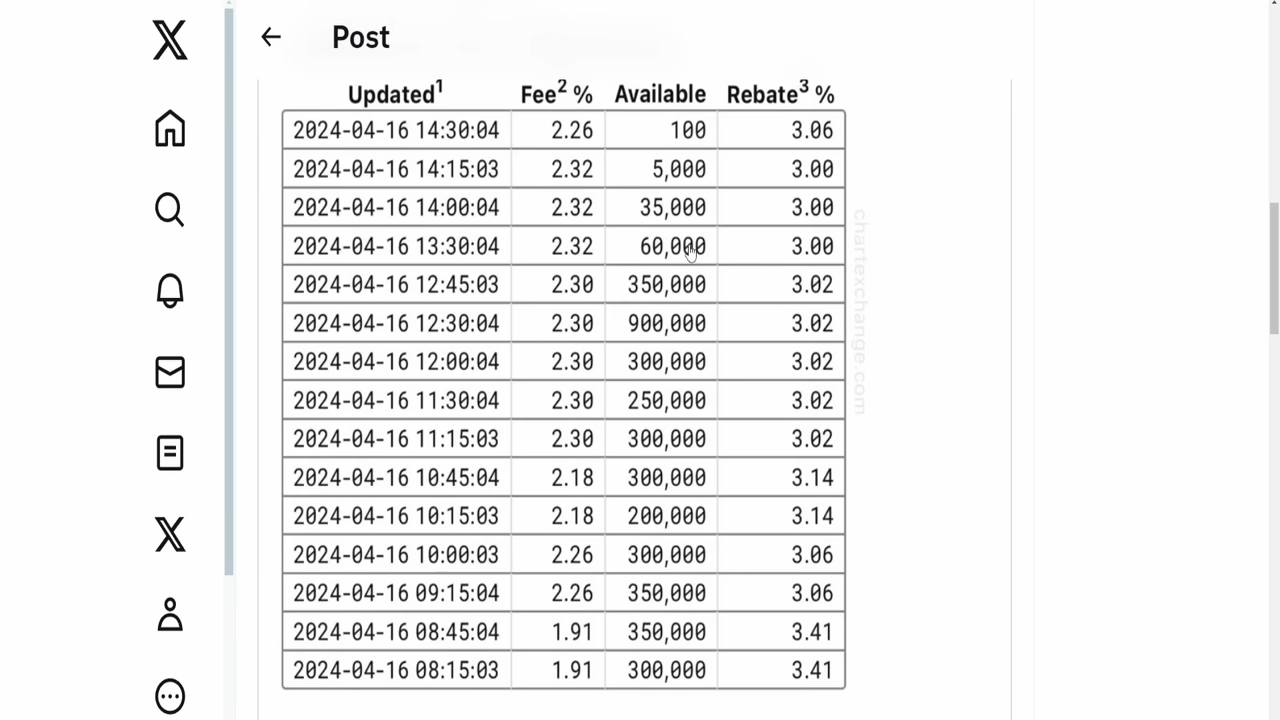 Post
Updated1 Fee2 % Available Rebate3 %
2024-04-16 14:30:04 2.26 100 3.06
2024-04-16 14:15:03 2.32 5,000 3.00
2024-04-16 14:00:04 2.32 35,000 3.00
2024-04-16 13:30:04 2.32 60,000 3.00
2024-04-16 12:45:03 2.30 350,000 3.02
2024-04-16 12:30:04 2.30 900,000 3.02
2024-04-16 12:00:04 2.30 300,000 3.02
2024-04-16 11:30:04 2.30 250,000 3.02
2024-04-16 11:15:03 2.30 300,000 3.02
2024-04-16 10:45:04 2.18 300,000 3.14
2024-04-16 10:15:03 2.18 200,000 3.14
2024-04-16 10:00:03 2.26 300,000 3.06
2024-04-16 09:15:04 2.26 350,000 3.06
2024-04-16 08:45:04 1.91 350,000 3.41
2024-04-16 08:15:03 1.91 300,000 3.41
chartexchange.com